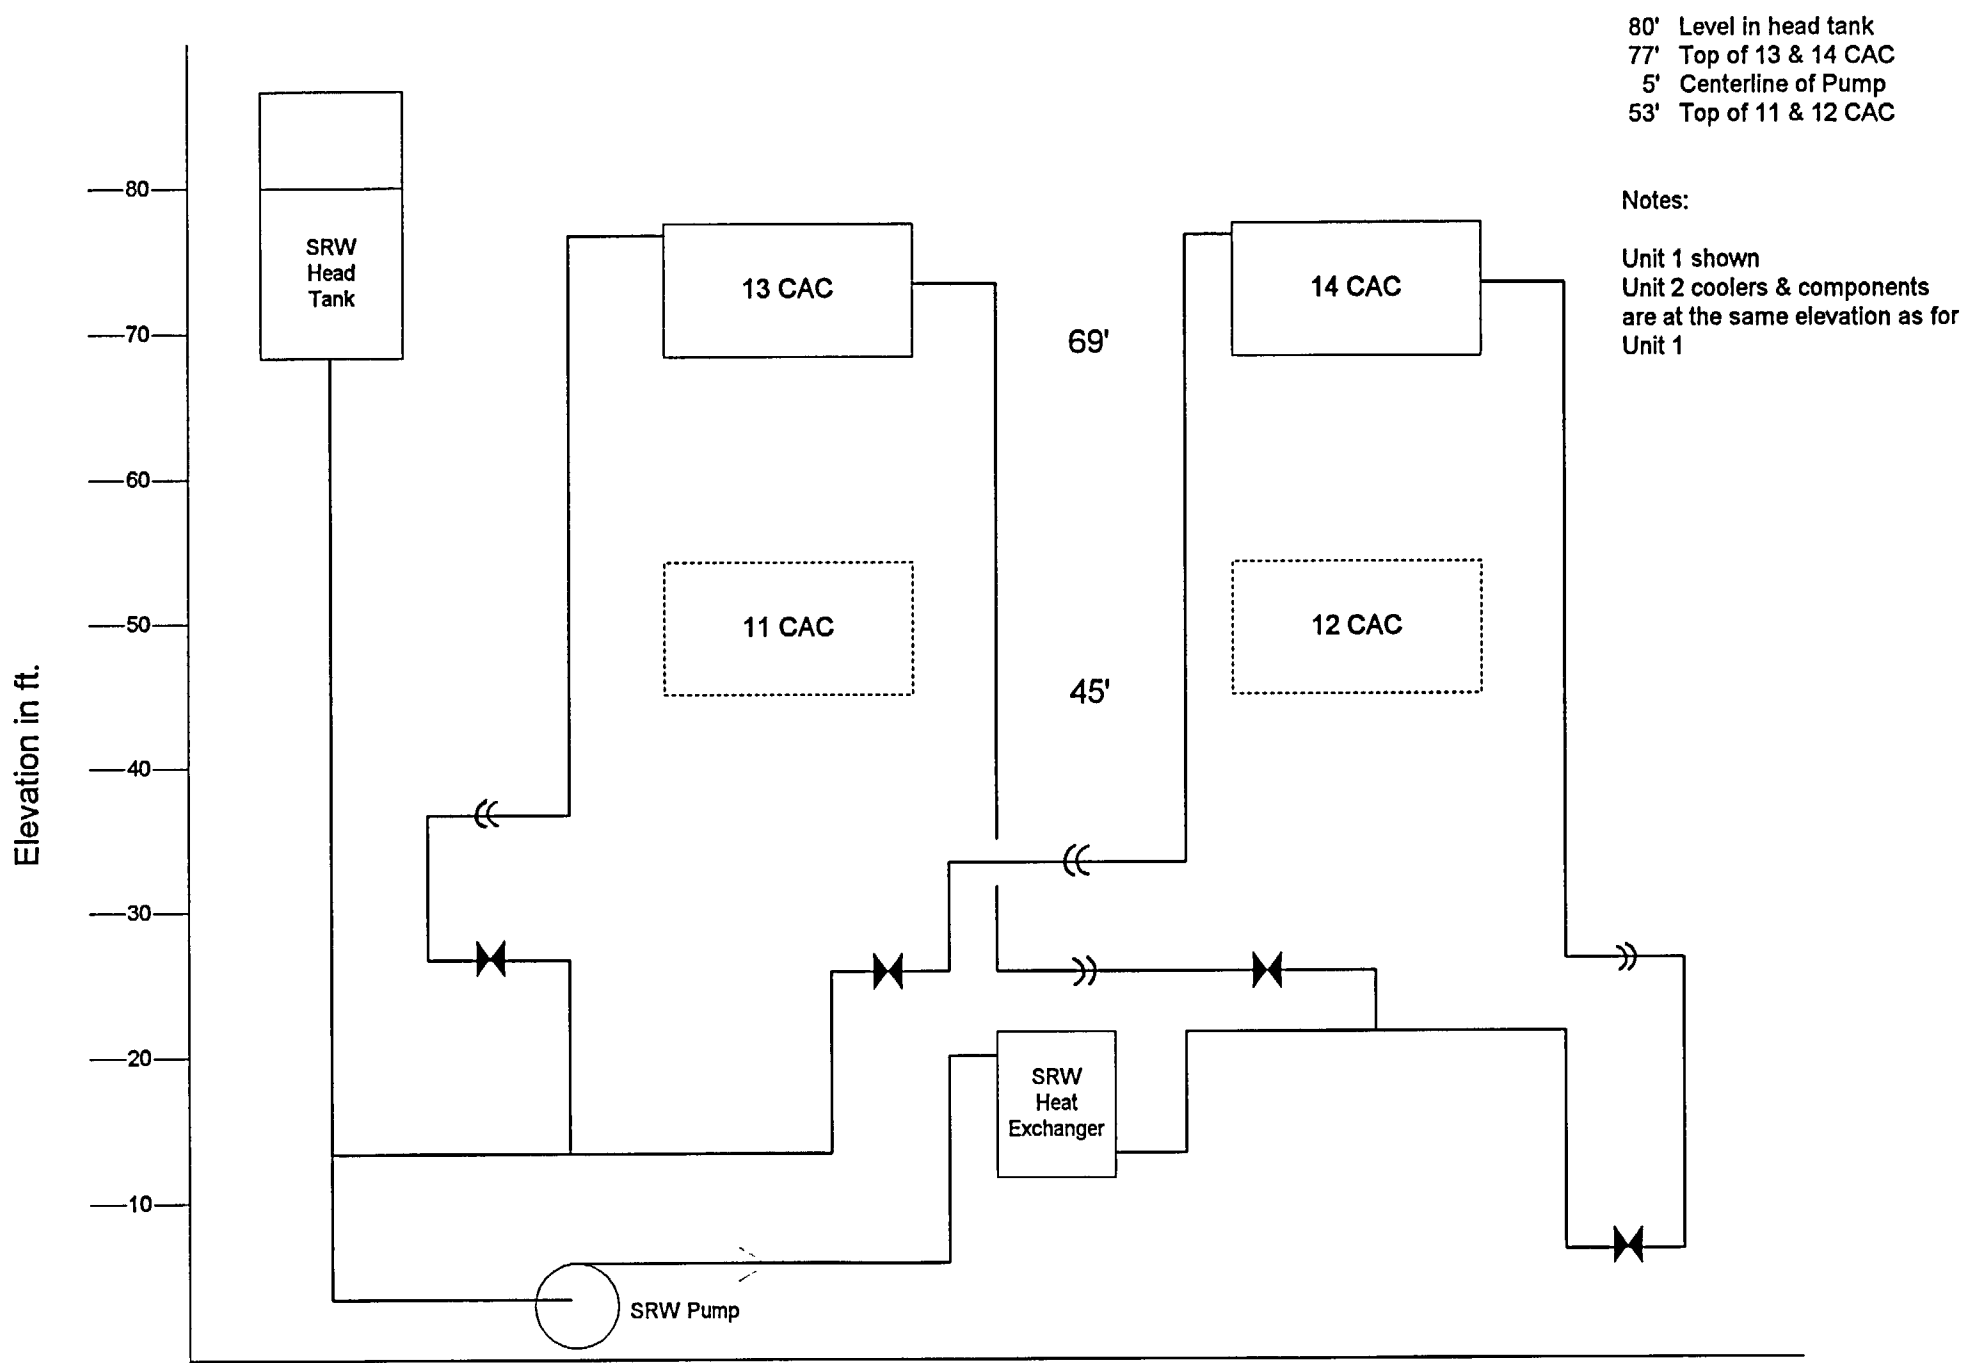 80' Level in head tank
77' Top of 13 & 14 CAC
5' Centerline of Pump
53' Top of 11 & 12 CAC
Notes:
Unit 1 shown
Unit 2 coolers & components
are at the same elevation as for
Unit 1
Elevation in ft.
80
70
60
50
40
30
20
10
SRW
Head
Tank
13 CAC
14 CAC
69'
11 CAC
12 CAC
45'
SRW
Heat
Exchanger
SRW Pump